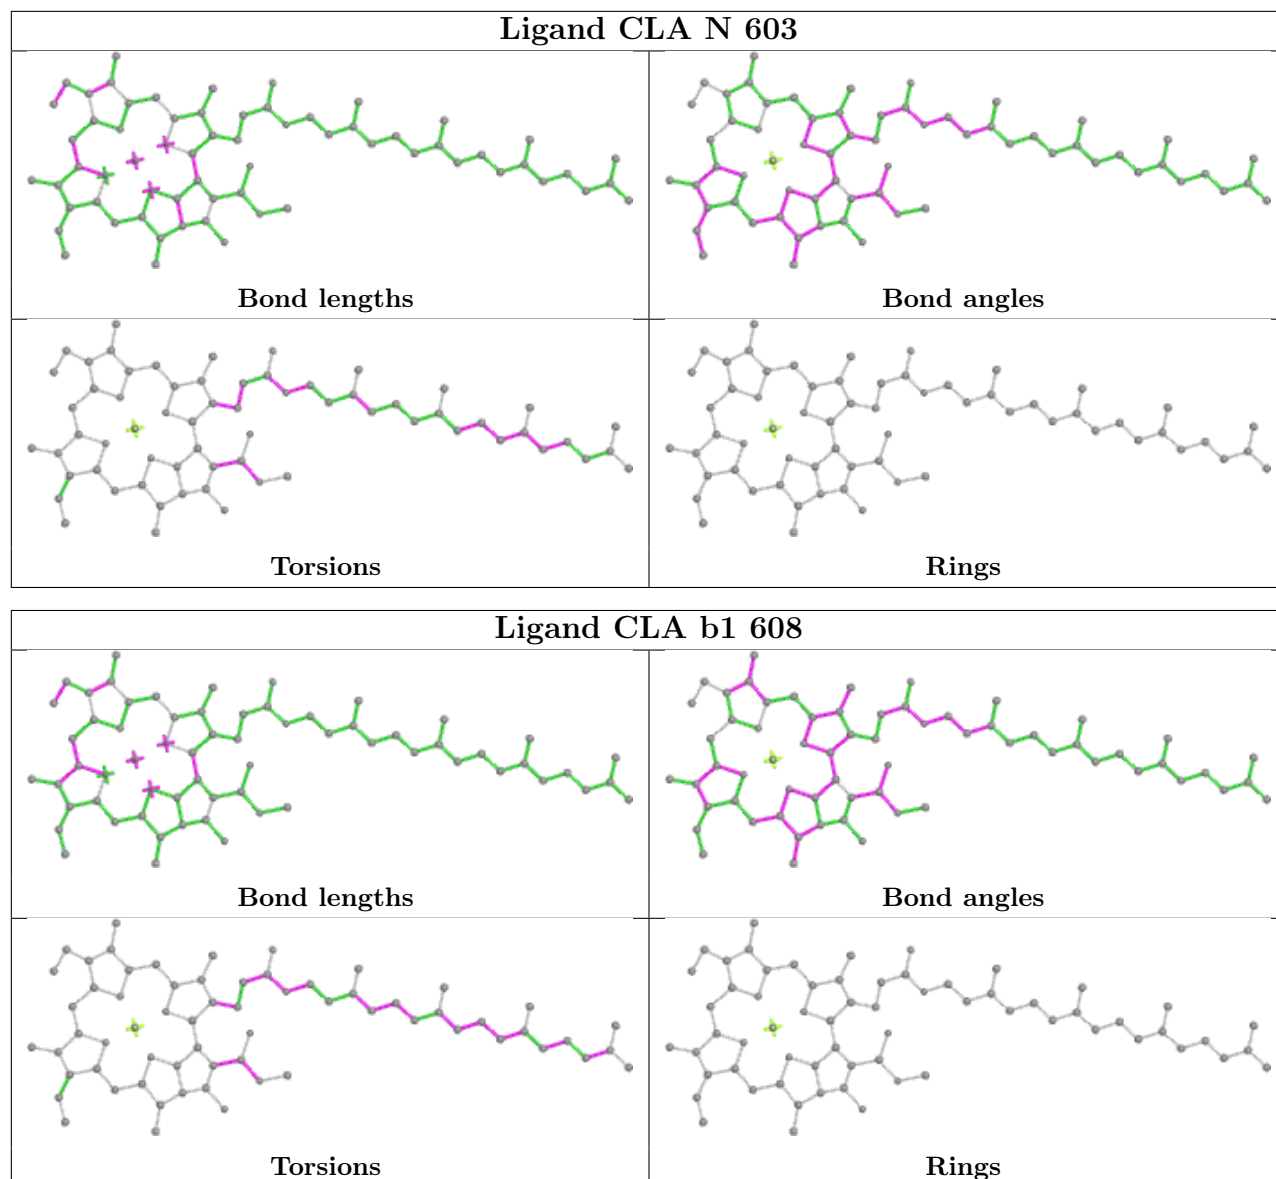 Ligand CLA N 603
Bond lengths
Bond angles
Torsions
Rings
Ligand CLA b1 608
Bond lengths
Bond angles
Torsions
Rings